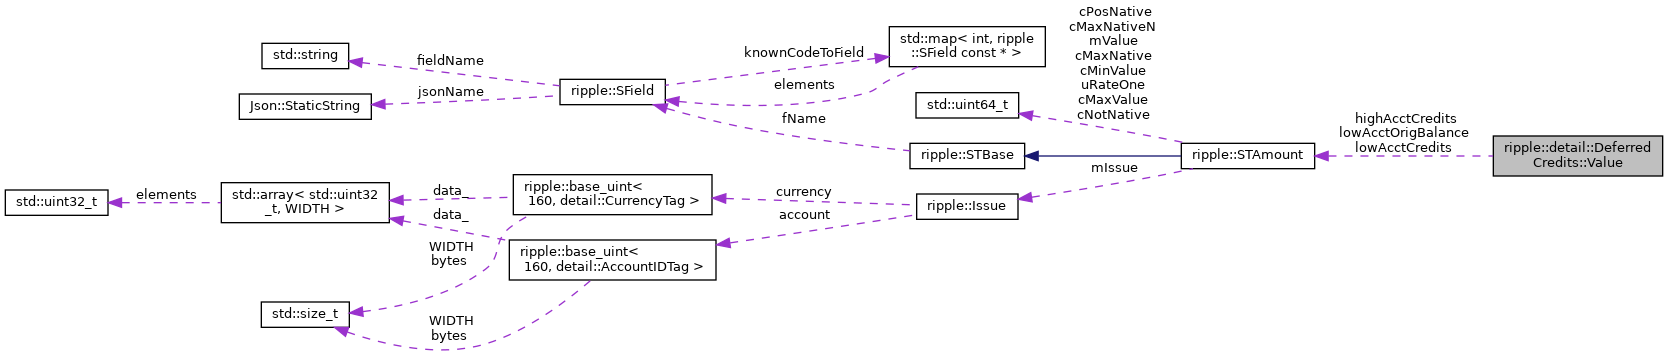 cPosNative
cMaxNativeN
mValue
cMaxNative
cMinValue
uRateOne
cMaxValue
cNotNative
std::string
fieldName
Json::StaticString
jsonName
ripple::SField
knownCodeToField
elements
fName
std::map< int, ripple
::SField const * >
std::uint64_t
ripple::STBase
ripple::STAmount
highAcctCredits
lowAcctOrigBalance
lowAcctCredits
ripple::detail::Deferred
Credits::Value
mIssue
std::uint32_t
elements
std::array< std::uint32
_t, WIDTH >
data_
data_
ripple::base_uint<
160, detail::CurrencyTag >
currency
account
ripple::Issue
WIDTH
bytes
ripple::base_uint<
160, detail::AccountIDTag >
std::size_t
WIDTH
bytes